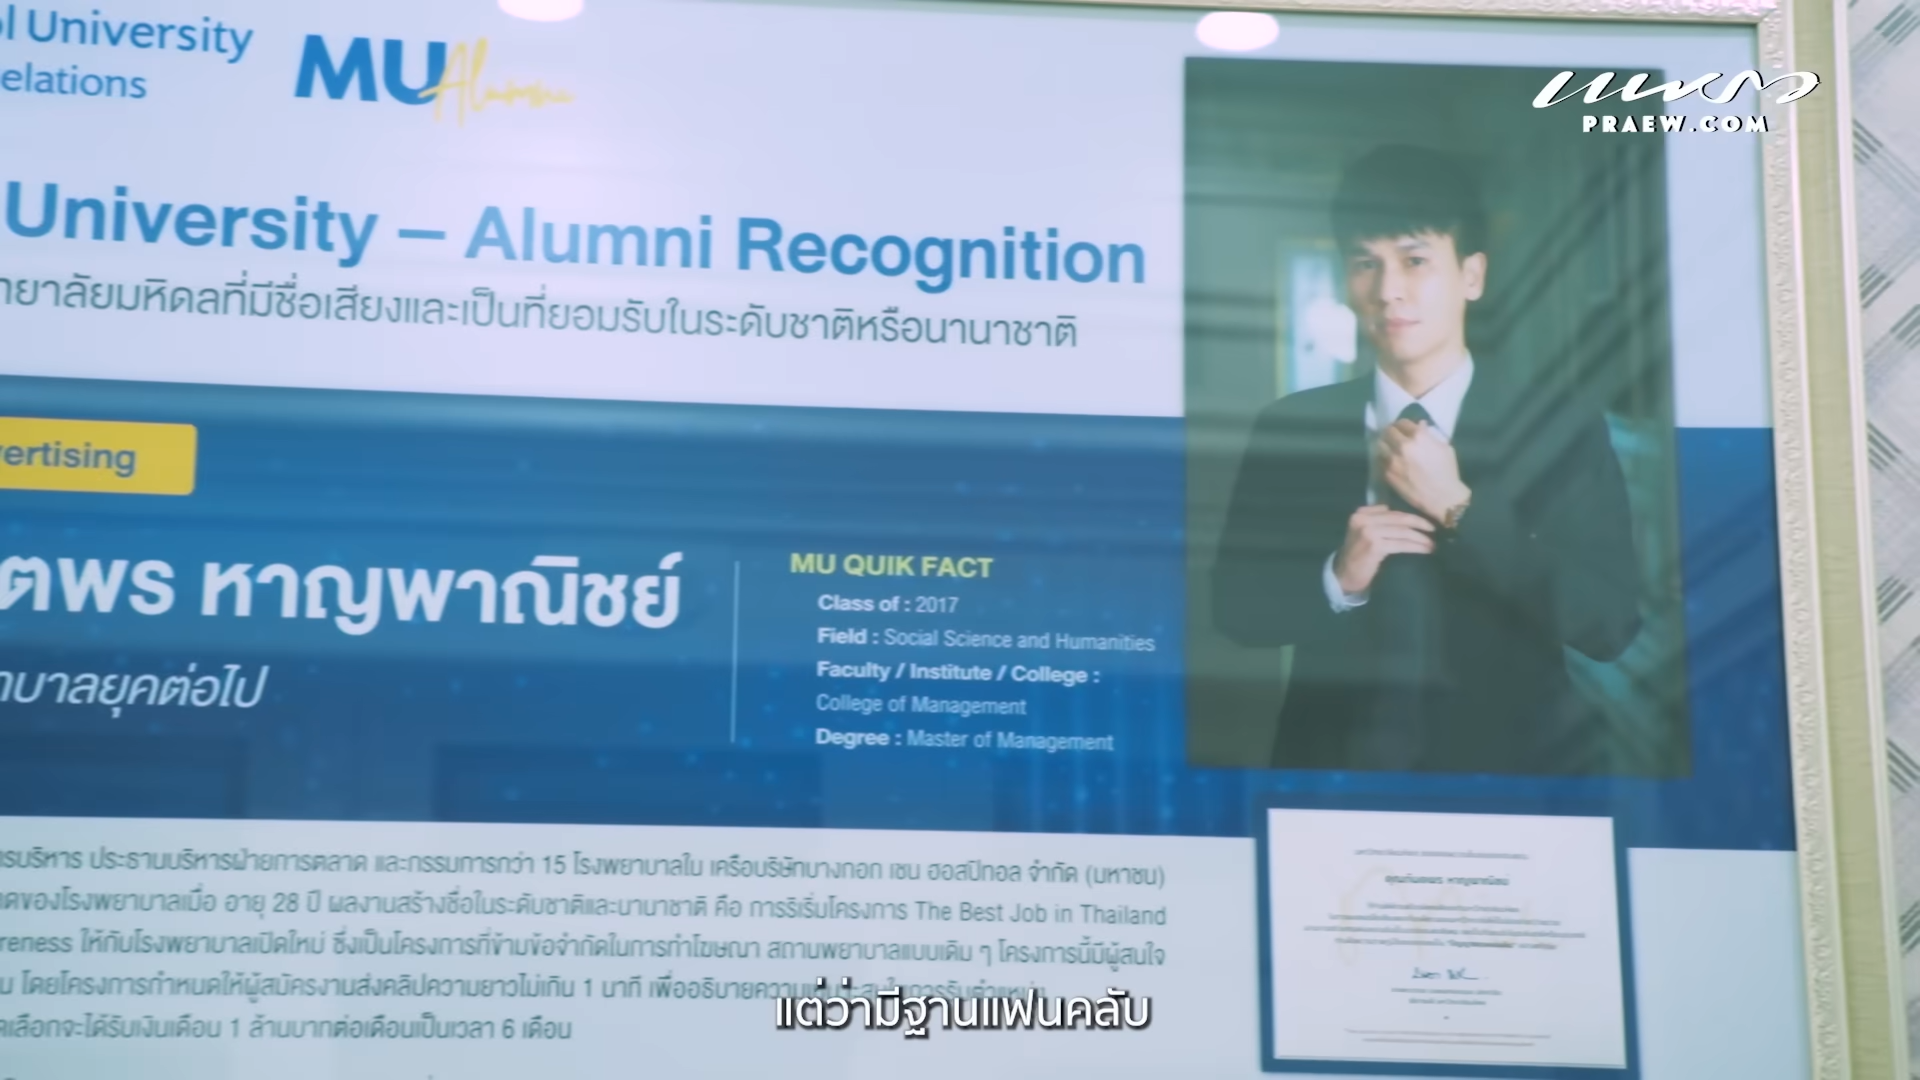 l University
elations
MU Alumni
แพรว
PRAEW.COM
University – Alumni Recognition
ทยาลัยมหิดลที่มีชื่อเสียงและเป็นที่ยอมรับในระดับชาติหรือนานาชาติ
vertising
ตพร หาญพาณิชย์
าบาลยุคต่อไป
MU QUIK FACT
Class of : 2017
Field : Social Science and Humanities
Faculty / Institute / College :
College of Management
Degree : Master of Management
ารบริหาร ประธานบริหารฝ่ายการตลาด และกรรมการกว่า 15 โรงพยาบาลใน เครือบริษัทบางกอก เชน ฮอสปิทอล จำกัด (มหาชน)
ดของโรงพยาบาลเมื่อ อายุ 28 ปี ผลงานสร้างชื่อในระดับชาติและนานาชาติ คือ การริเริ่มโครงการ The Best Job in Thailand
reness ให้กับโรงพยาบาลเปิดใหม่ ซึ่งเป็นโครงการที่ข้ามข้อจำกัดในการทำโฆษณา สถานพยาบาลแบบเดิม ๆ โครงการนี้มีผู้สนใจ
น โดยโครงการกำหนดให้ผู้สมัครงานส่งคลิปความยาวไม่เกิน 1 นาที เพื่ออธิบายความ
ดเลือกจะได้รับเงินเดือน 1 ล้านบาทต่อเดือนเป็นเวลา 6 เดือน
แต่ว่ามีฐานแฟนคลับ